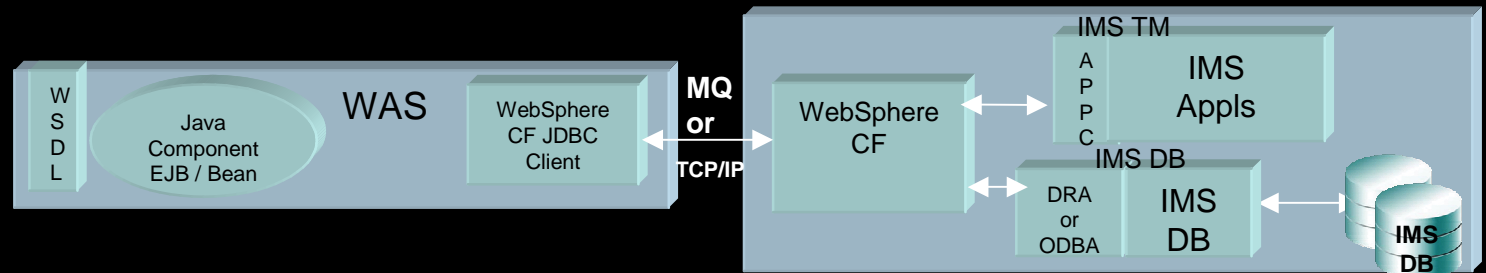 W
S
D
L
Java
Component
EJB / Bean
WAS
WebSphere
CF JDBC
Client
MQ
or
TCP/IP
WebSphere
CF
IMS TM
A
P
P
C
IMS
Appls
IMS DB
DRA
or
ODBA
IMS
DB
IMS
DB